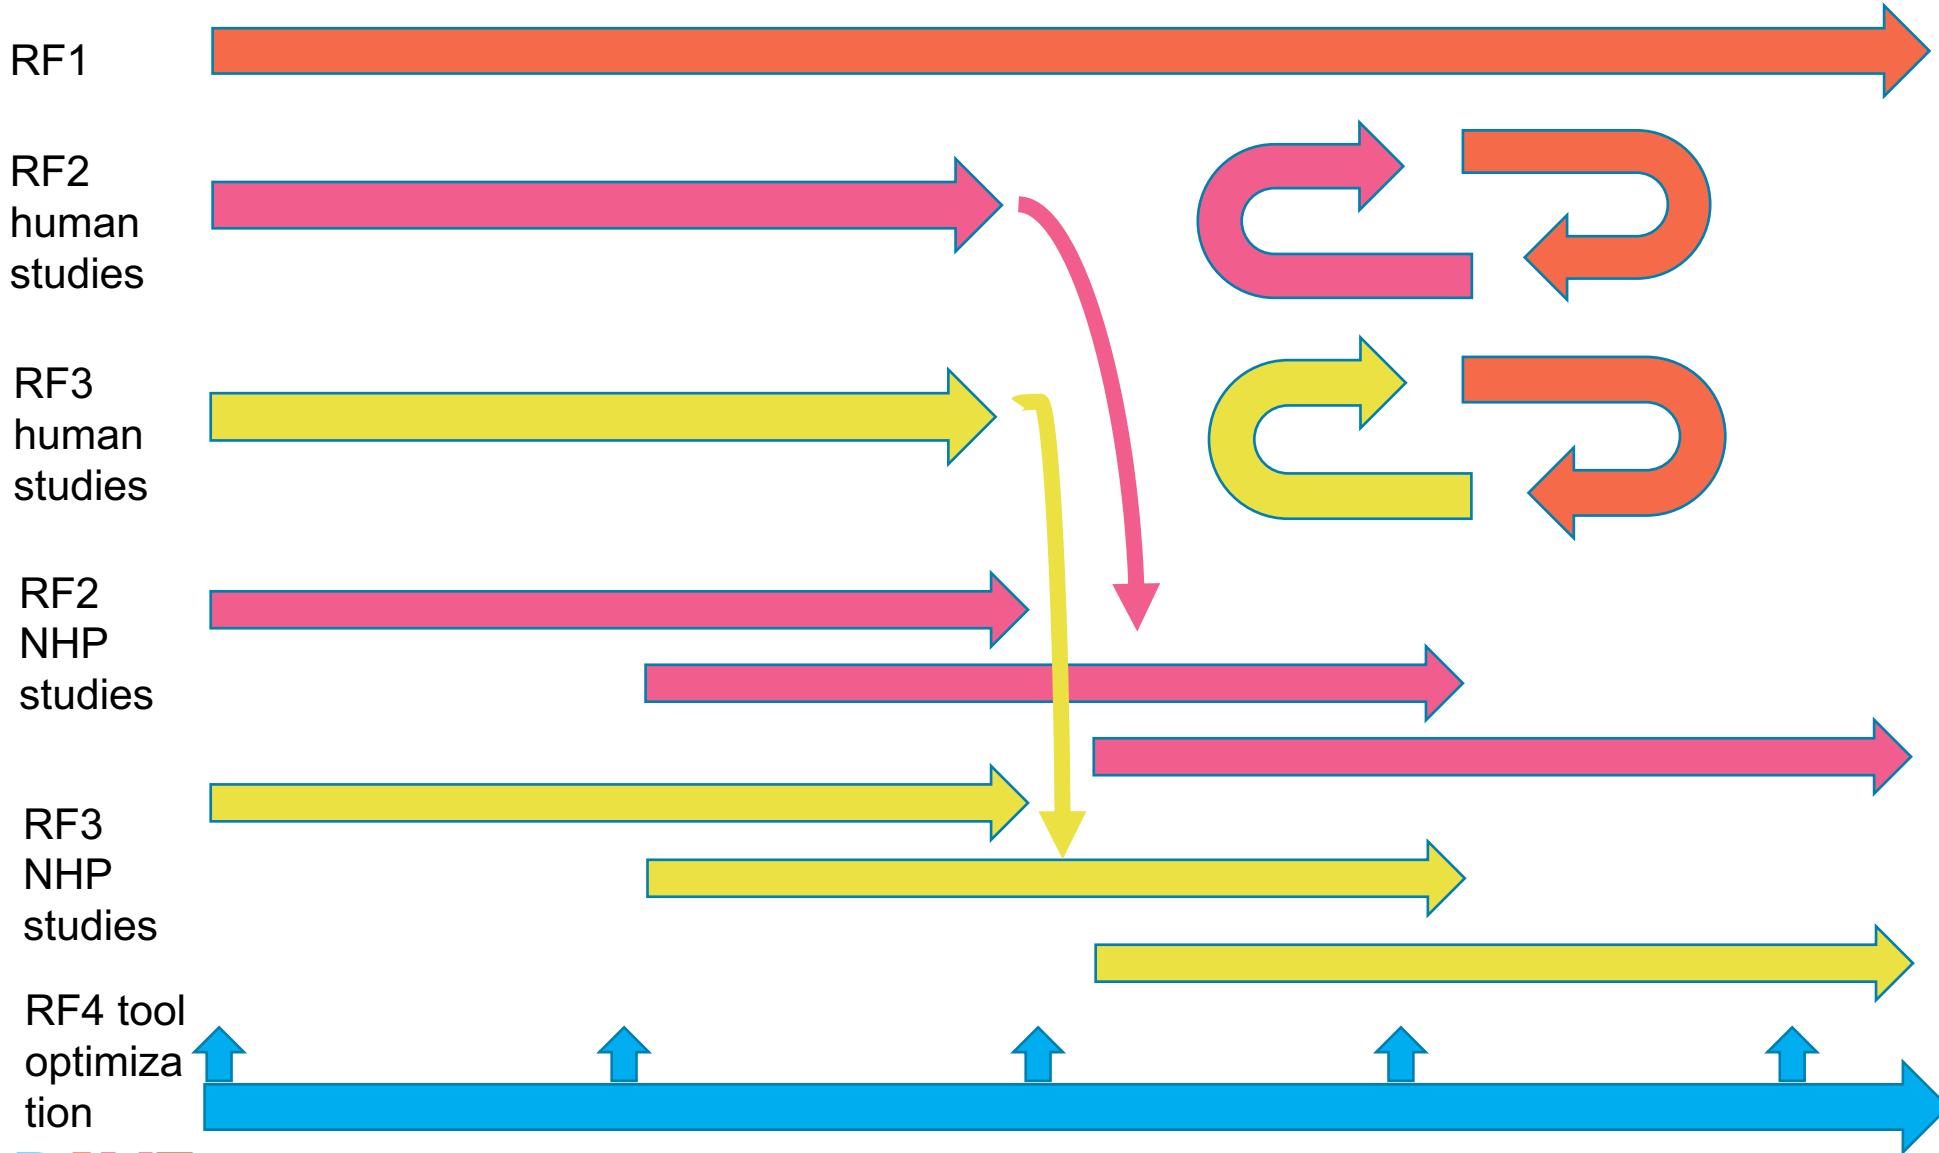 RF1
RF2
human
studies
RF3
human
studies
RF2
NHP
studies
RF3
NHP
studies
RF4 tool
optimiza
tion